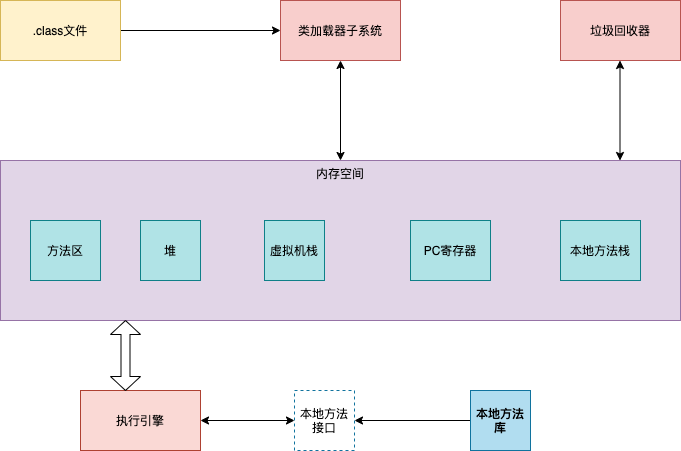 .class文件
类加载器子系统
垃圾回收器
内存空间
方法区
堆
虚拟机栈
PC寄存器
本地方法栈
执行引擎
本地方法
接口
本地方法
库